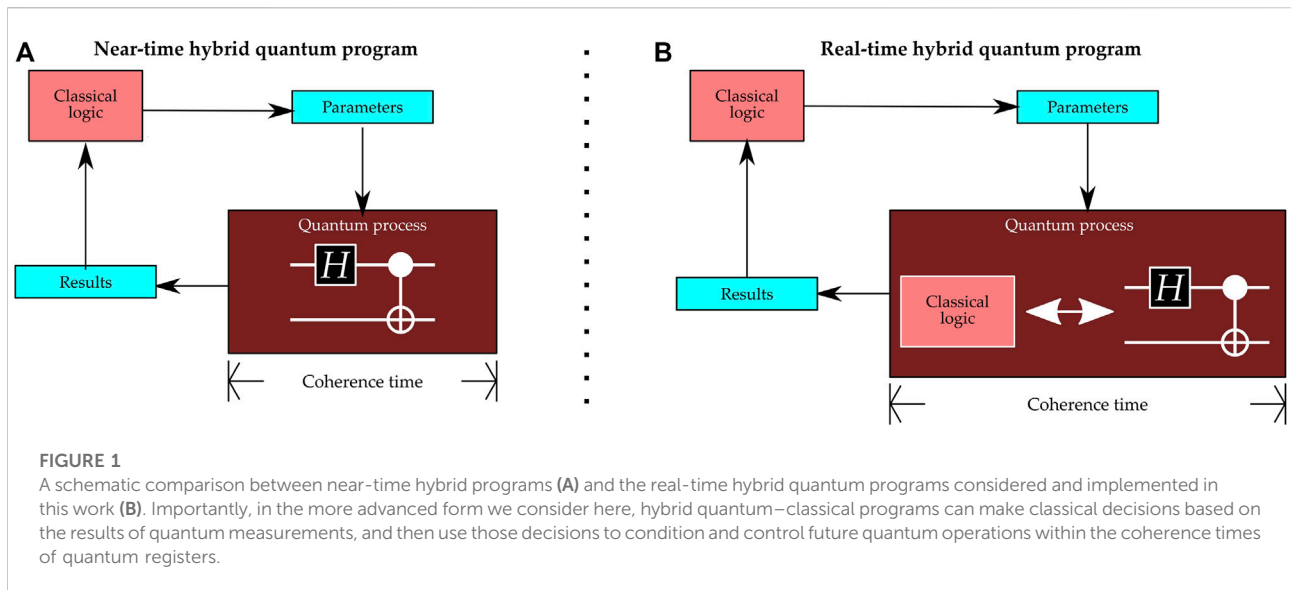 A
Near-time hybrid quantum program
Classical
logic
Parameters
Quantum process
H
Results
Coherence time
B
Real-time hybrid quantum program
Classical
logic
Parameters
Quantum process
H
Results
Classical
logic
Coherence time
FIGURE 1
A schematic comparison between near-time hybrid programs (A) and the real-time hybrid quantum programs considered and implemented in
this work (B). Importantly, in the more advanced form we consider here, hybrid quantum–classical programs can make classical decisions based on
the results of quantum measurements, and then use those decisions to condition and control future quantum operations within the coherence times
of quantum registers.